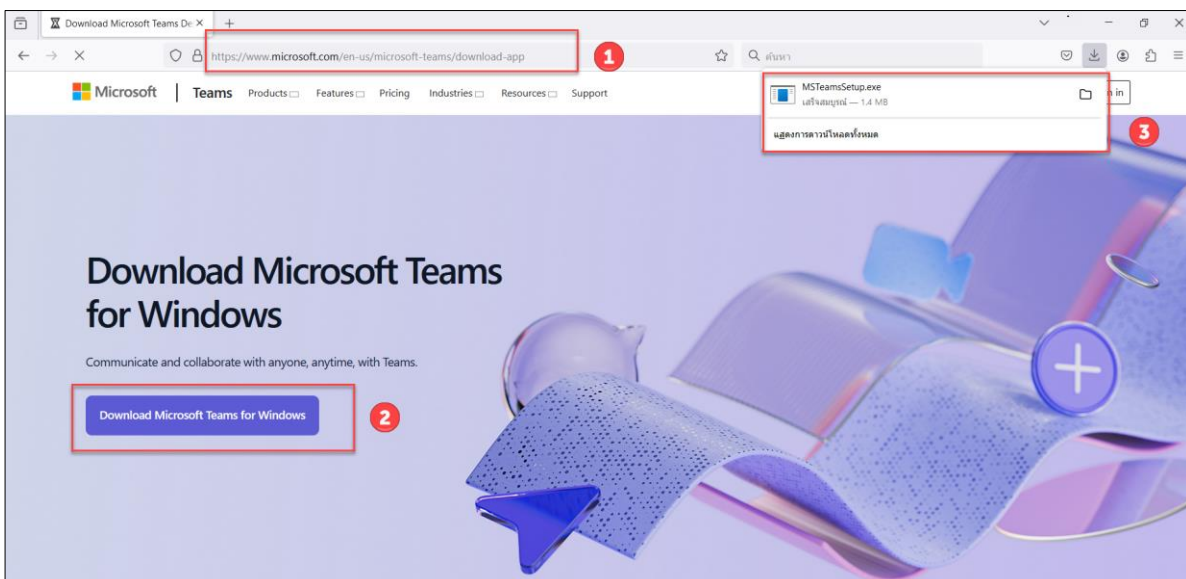 Download Microsoft Teams De
https://www.microsoft.com/en-us/microsoft-teams/download-app
1
ค้นหา
Microsoft
Teams
Products
Features
Pricing
Industries
Resources
Support
MSTeamsSetup.exe
เสร็จสมบูรณ์ — 1.4 MB
n in
แสดงการดาวน์โหลดทั้งหมด
3
Download Microsoft Teams
for Windows
Communicate and collaborate with anyone, anytime, with Teams.
Download Microsoft Teams for Windows
2